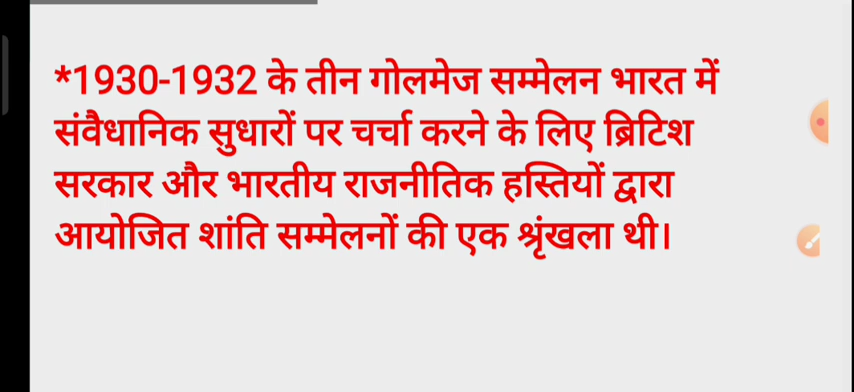 *1930-1932 के तीन गोलमेज सम्मेलन भारत में
संवैधानिक सुधारों पर चर्चा करने के लिए ब्रिटिश
सरकार और भारतीय राजनीतिक हस्तियों द्वारा
आयोजित शांति सम्मेलनों की एक श्रृंखला थी।